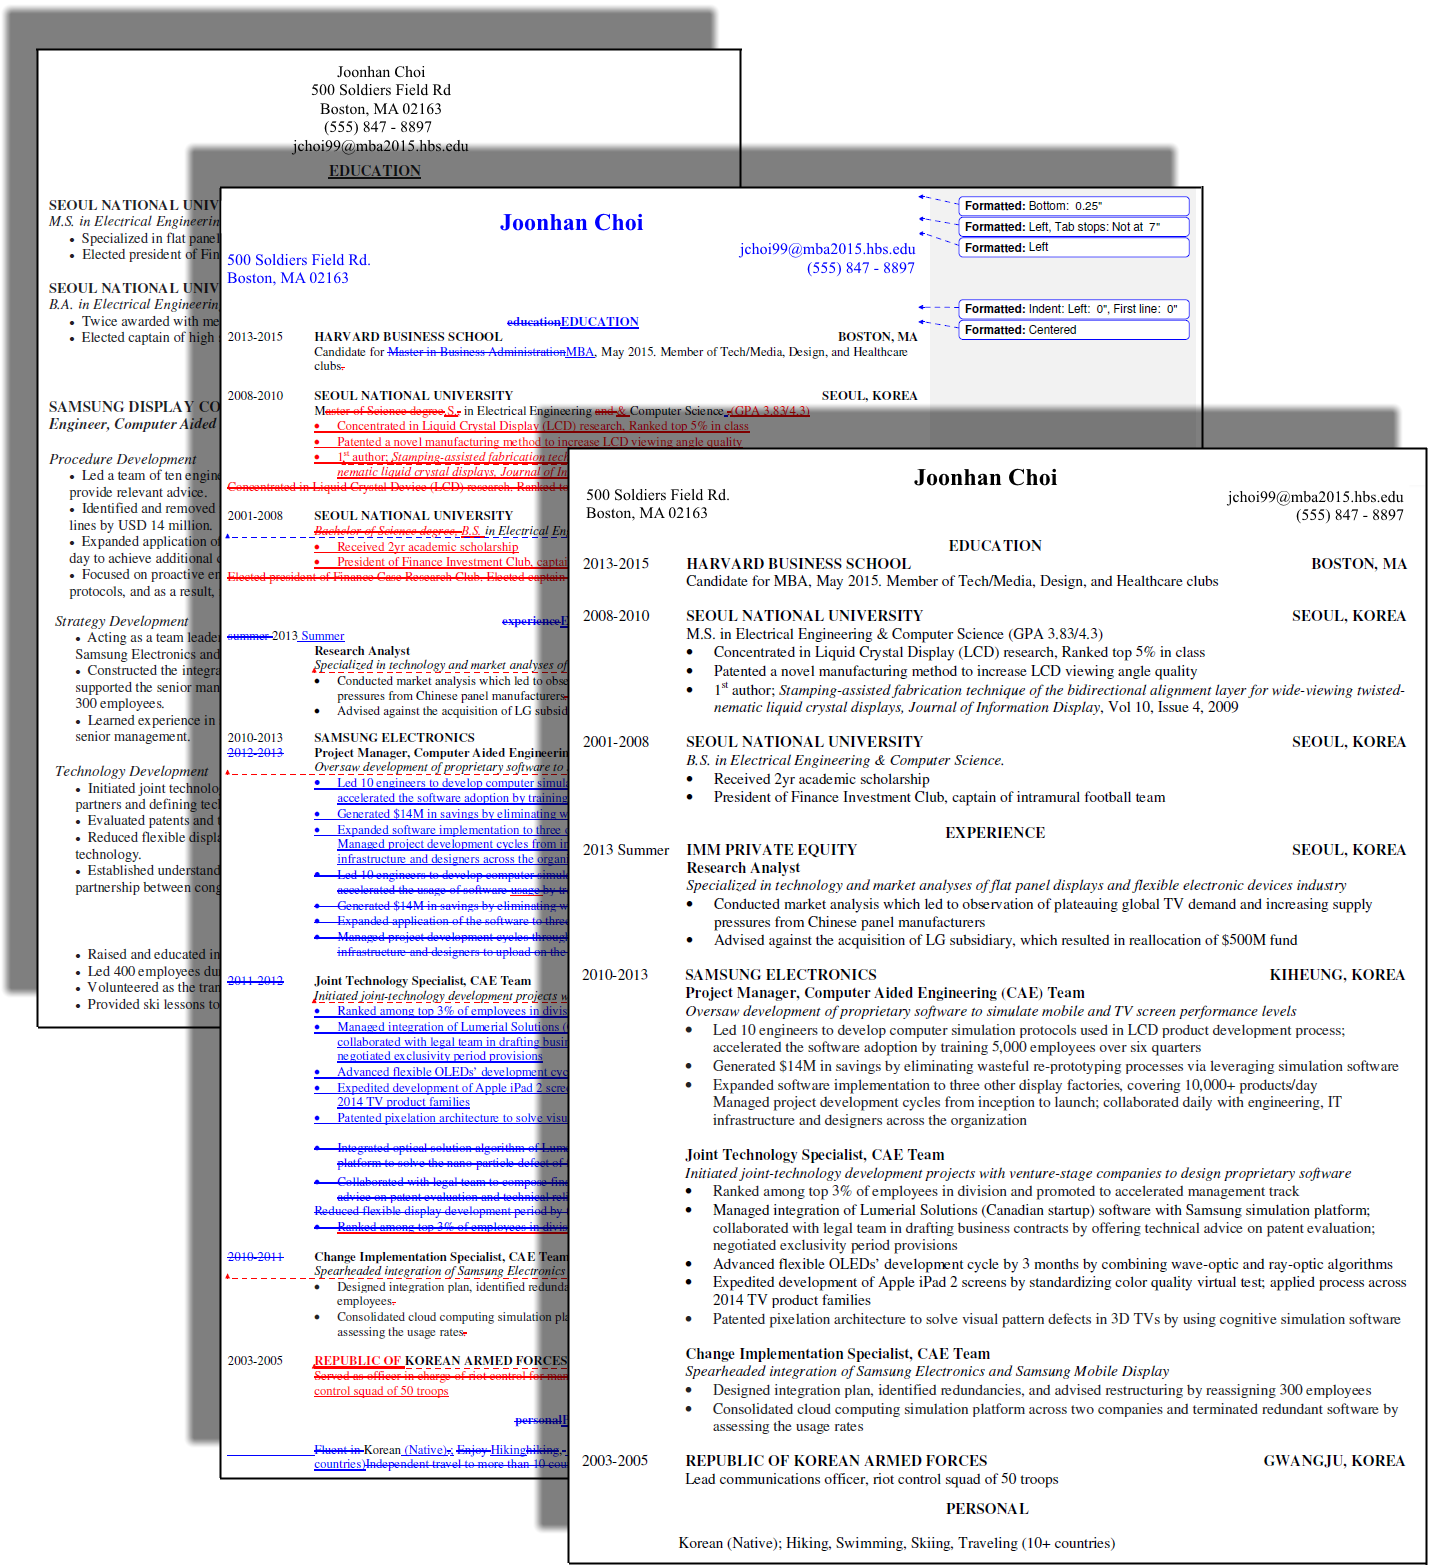 Joonhan Choi
500 Soldiers Field Rd
Boston, MA 02163
(555) 847 - 8897
jchoi99@mba2015.hbs.edu
EDUCATION
SEOUL NATIONAL UNIV
M.S. in Electrical Engineerin
• Specialized in flat panel
• Elected president of Fin
SEOUL NATIONAL UNIV
B.A. in Electrical Engineerin
• Twice awarded with me
• Elected captain of high
SAMSUNG DISPLAY CO
Engineer, Computer Aided
Procedure Development
• Led a team of ten engin
provide relevant advice.
• Identified and removed
lines by USD 14 million.
• Expanded application of
day to achieve additional
• Focused on proactive en
protocols, and as a result,
Strategy Development
• Acting as a team leade
Samsung Electronics and
• Constructed the integra
supported the senior man
300 employees.
• Learned experience in
senior management.
Technology Development
• Initiated joint technolo
partners and defining tec
• Evaluated patents and t
• Reduced flexible displa
technology.
• Established understand
partnership between cong
• Raised and educated in
• Led 400 employees du
• Volunteered as the tran
• Provided ski lessons to
Joonhan Choi
jchoi99@mba2015.hbs.edu
500 Soldiers Field Rd.
(555) 847 - 8897
Boston, MA 02163
Formatted: Bottom: 0.25"
Formatted: Left, Tab stops: Not at 7"
Formatted: Left
Formatted: Indent: Left: 0", First line: 0"
Formatted: Centered
educationEDUCATION
2013-2015 HARVARD BUSINESS SCHOOL BOSTON, MA
Candidate for Master in Business AdministrationMBA, May 2015. Member of Tech/Media, Design, and Healthcare
clubs.
2008-2010 SEOUL NATIONAL UNIVERSITY SEOUL, KOREA
Master of Science degree S. in Electrical Engineering and & Computer Science. (GPA 3.83/4.3)
• Concentrated in Liquid Crystal Display (LCD) research, Ranked top 5% in class
• Patented a novel manufacturing method to increase LCD viewing angle quality
• 1st author; Stamping-assisted fabrication tech
nematic liquid crystal displays, Journal of In
Concentrated in Liquid Crystal Device (LCD) research. Ranked to
2001-2008 SEOUL NATIONAL UNIVERSITY
Bachelor of Science degree. B.S. in Electrical En
• Received 2yr academic scholarship
• President of Finance Investment Club, captai
Elected president of Finance Case Research Club. Elected captain
experienceE
summer 2013 Summer
Research Analyst
Specialized in technology and market analyses of
• Conducted market analysis which led to obse
pressures from Chinese panel manufacturers.
• Advised against the acquisition of LG subsid
2010-2013 SAMSUNG ELECTRONICS
2012-2013 Project Manager, Computer Aided Engineerin
Oversaw development of proprietary software to
• Led 10 engineers to develop computer simula
accelerated the software adoption by training
• Generated $14M in savings by eliminating w
• Expanded software implementation to three o
Managed project development cycles from in
infrastructure and designers across the organi
• Led 10 engineers to develop computer simul
accelerated the usage of software usage by tr
• Generated $14M in savings by eliminating w
• Expanded application of the software to three
• Managed project development cycles through
infrastructure and designers to upload on the
2011-2012 Joint Technology Specialist, CAE Team
Initiated joint-technology development projects w
• Ranked among top 3% of employees in divis
• Managed integration of Lumerial Solutions (
collaborated with legal team in drafting busin
negotiated exclusivity period provisions
• Advanced flexible OLEDs' development cyc
• Expedited development of Apple iPad 2 scre
2014 TV product families
• Patented pixelation architecture to solve visu
• Integrated optical solution algorithm of Lume
platform to solve the nano-particle defect of
• Collaborated with legal team to compose fin
advice on patent evaluation and technical reli
Reduced flexible display development period by
• Ranked among top 3% of employees in divis
2010-2011 Change Implementation Specialist, CAE Team
Spearheaded integration of Samsung Electronics
• Designed integration plan, identified redunda
employees.
• Consolidated cloud computing simulation pla
assessing the usage rates.
2003-2005 REPUBLIC OF KOREAN ARMED FORCES
Served as officer in charge of riot control for man
control squad of 50 troops
personalP
Fluent in Korean (Native).; Enjoy Hikinghiking,
countries)Independent travel to more than 10 cou
Joonhan Choi
500 Soldiers Field Rd. jchoi99@mba2015.hbs.edu
Boston, MA 02163 (555) 847 - 8897
EDUCATION
2013-2015 HARVARD BUSINESS SCHOOL BOSTON, MA
Candidate for MBA, May 2015. Member of Tech/Media, Design, and Healthcare clubs
2008-2010 SEOUL NATIONAL UNIVERSITY SEOUL, KOREA
M.S. in Electrical Engineering & Computer Science (GPA 3.83/4.3)
• Concentrated in Liquid Crystal Display (LCD) research, Ranked top 5% in class
• Patented a novel manufacturing method to increase LCD viewing angle quality
• 1st author; Stamping-assisted fabrication technique of the bidirectional alignment layer for wide-viewing twisted-
nematic liquid crystal displays, Journal of Information Display, Vol 10, Issue 4, 2009
2001-2008 SEOUL NATIONAL UNIVERSITY SEOUL, KOREA
B.S. in Electrical Engineering & Computer Science.
• Received 2yr academic scholarship
• President of Finance Investment Club, captain of intramural football team
EXPERIENCE
2013 Summer IMM PRIVATE EQUITY SEOUL, KOREA
Research Analyst
Specialized in technology and market analyses of flat panel displays and flexible electronic devices industry
• Conducted market analysis which led to observation of plateauing global TV demand and increasing supply
pressures from Chinese panel manufacturers
• Advised against the acquisition of LG subsidiary, which resulted in reallocation of $500M fund
2010-2013 SAMSUNG ELECTRONICS KIHEUNG, KOREA
Project Manager, Computer Aided Engineering (CAE) Team
Oversaw development of proprietary software to simulate mobile and TV screen performance levels
• Led 10 engineers to develop computer simulation protocols used in LCD product development process;
accelerated the software adoption by training 5,000 employees over six quarters
• Generated $14M in savings by eliminating wasteful re-prototyping processes via leveraging simulation software
• Expanded software implementation to three other display factories, covering 10,000+ products/day
Managed project development cycles from inception to launch; collaborated daily with engineering, IT
infrastructure and designers across the organization
Joint Technology Specialist, CAE Team
Initiated joint-technology development projects with venture-stage companies to design proprietary software
• Ranked among top 3% of employees in division and promoted to accelerated management track
• Managed integration of Lumerial Solutions (Canadian startup) software with Samsung simulation platform;
collaborated with legal team in drafting business contracts by offering technical advice on patent evaluation;
negotiated exclusivity period provisions
• Advanced flexible OLEDs' development cycle by 3 months by combining wave-optic and ray-optic algorithms
• Expedited development of Apple iPad 2 screens by standardizing color quality virtual test; applied process across
2014 TV product families
• Patented pixelation architecture to solve visual pattern defects in 3D TVs by using cognitive simulation software
Change Implementation Specialist, CAE Team
Spearheaded integration of Samsung Electronics and Samsung Mobile Display
• Designed integration plan, identified redundancies, and advised restructuring by reassigning 300 employees
• Consolidated cloud computing simulation platform across two companies and terminated redundant software by
assessing the usage rates
2003-2005 REPUBLIC OF KOREAN ARMED FORCES GWANGJU, KOREA
Lead communications officer, riot control squad of 50 troops
PERSONAL
Korean (Native); Hiking, Swimming, Skiing, Traveling (10+ countries)